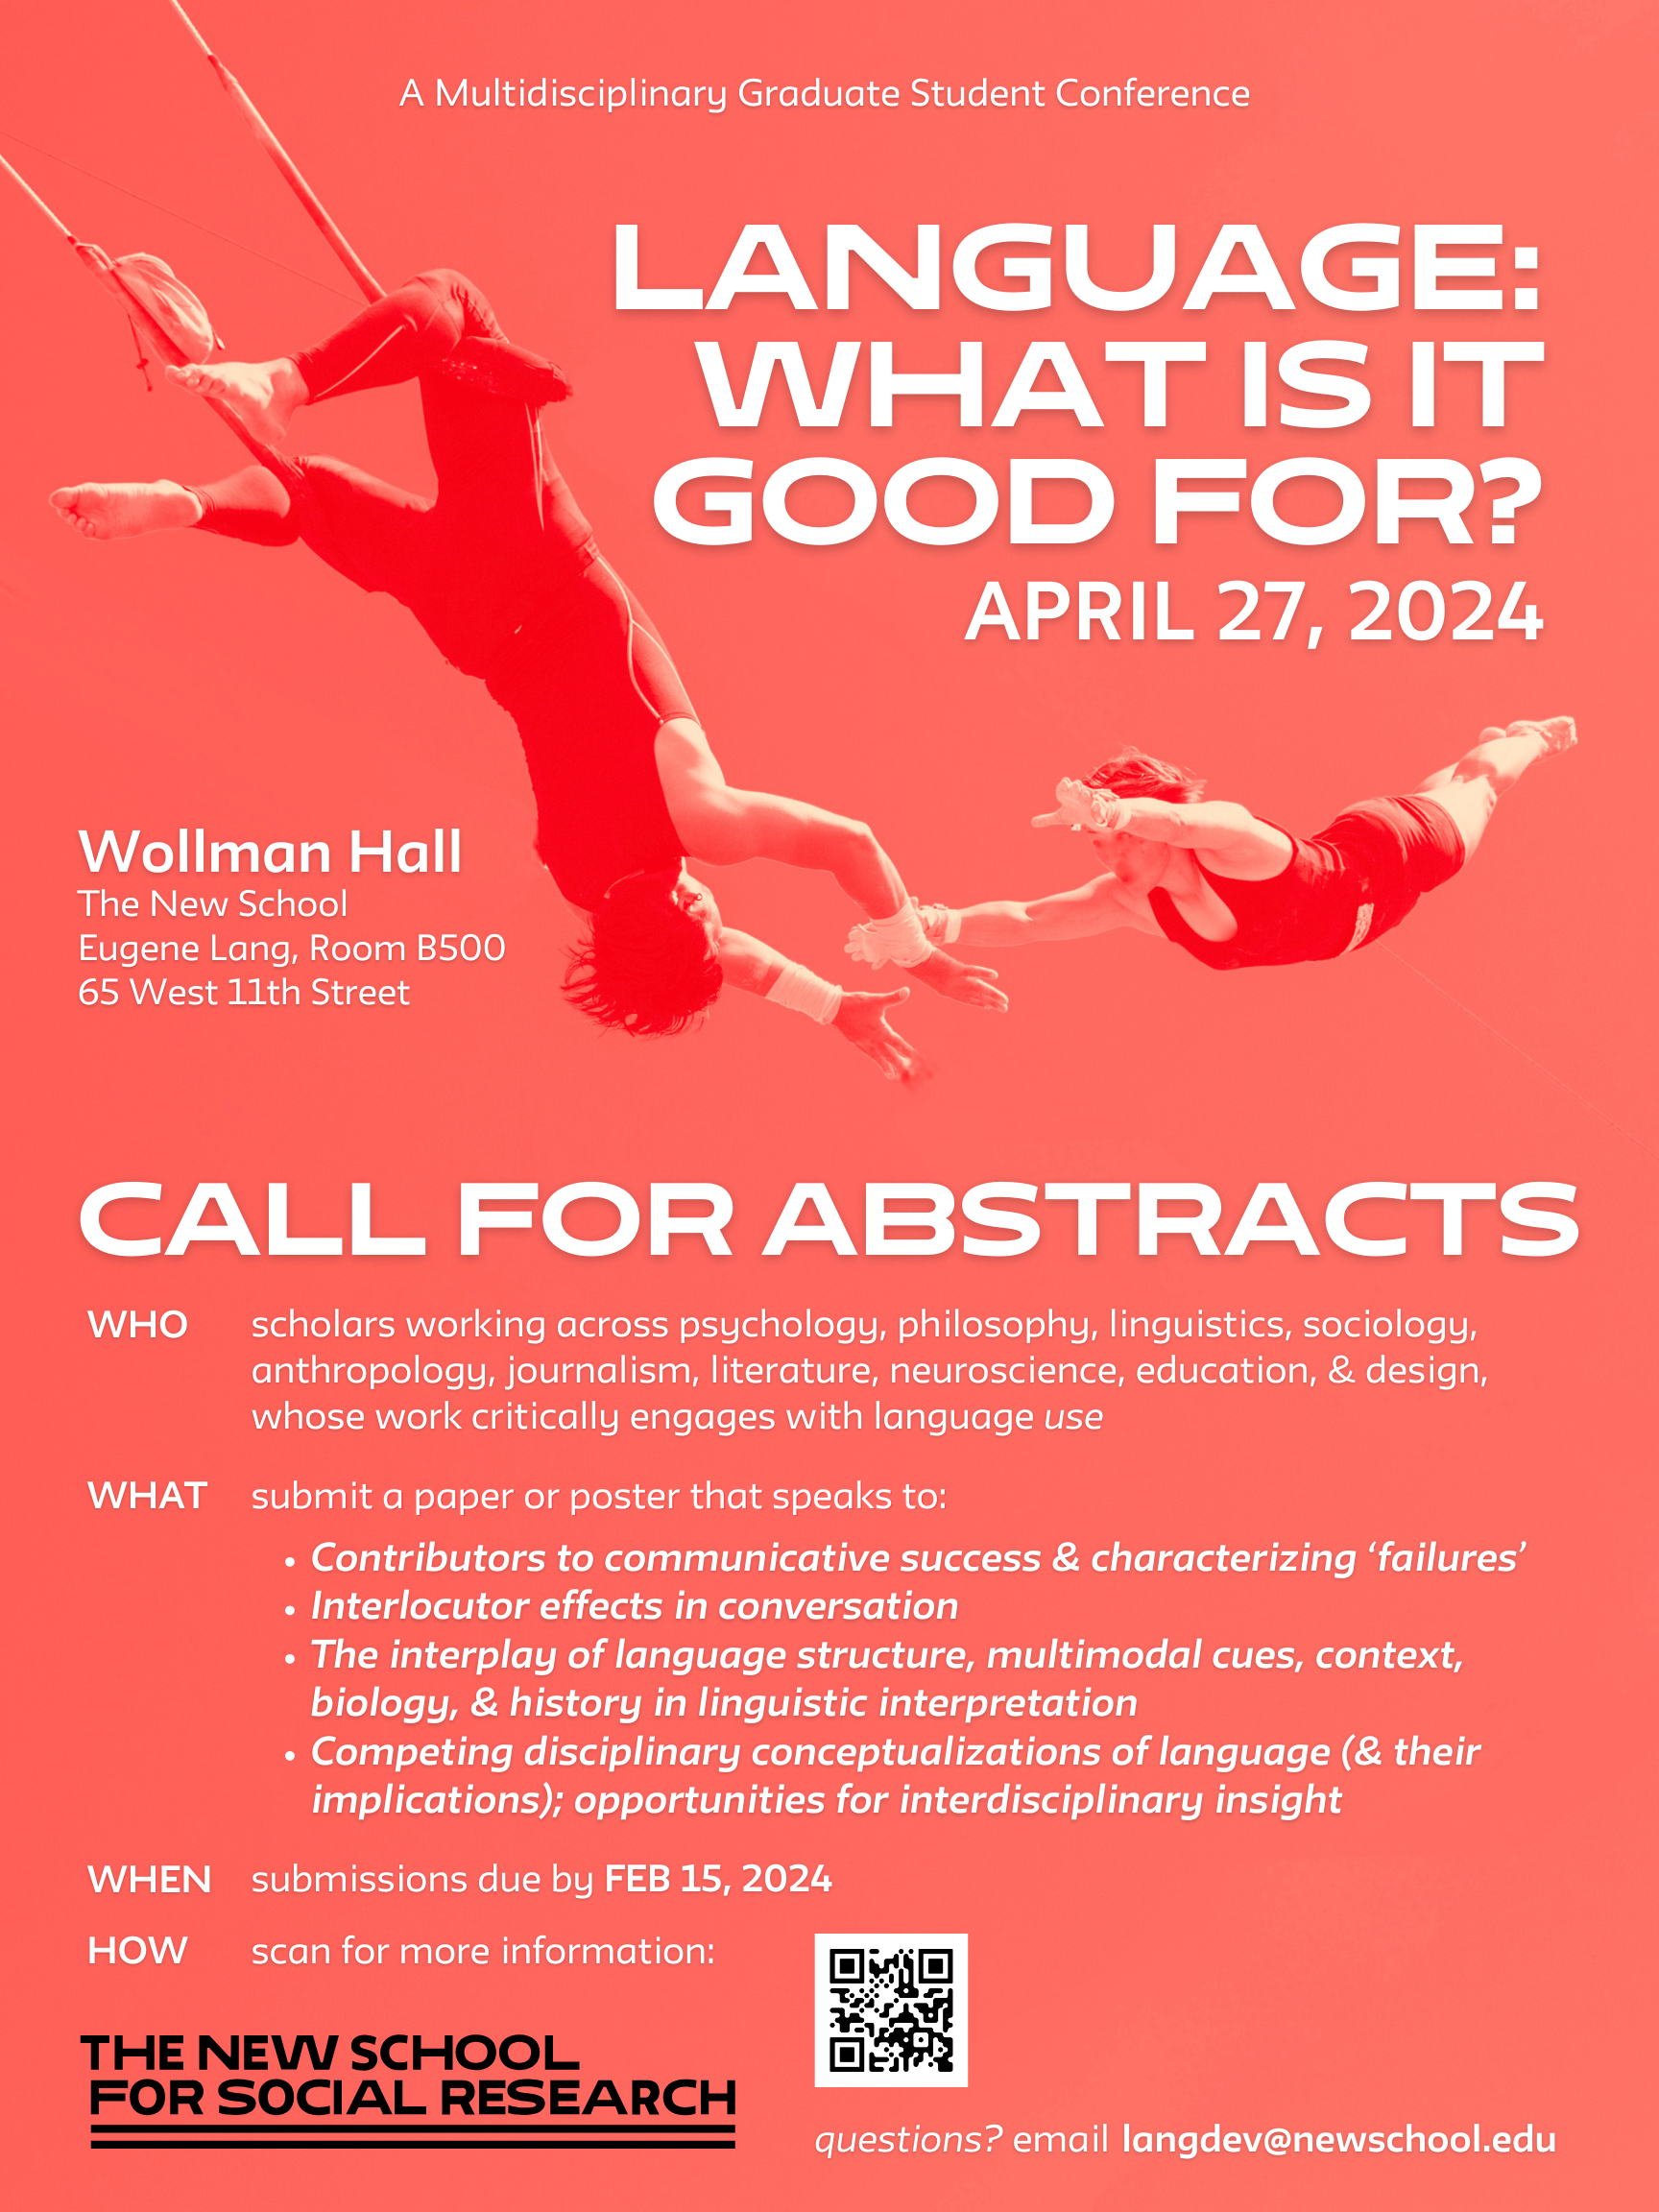 A Multidisciplinary Graduate Student Conference
LANGUAGE:
WHAT IS IT
GOOD FOR?
APRIL 27, 2024
Wollman Hall
The New School
Eugene Lang, Room B500
65 West 11th Street
CALL FOR ABSTRACTS
WHO scholars working across psychology, philosophy, linguistics, sociology,
anthropology, journalism, literature, neuroscience, education, & design,
whose work critically engages with language use
WHAT submit a paper or poster that speaks to:
• Contributors to communicative success & characterizing ‘failures’
• Interlocutor effects in conversation
• The interplay of language structure, multimodal cues, context,
biology, & history in linguistic interpretation
• Competing disciplinary conceptualizations of language (& their
implications); opportunities for interdisciplinary insight
WHEN submissions due by FEB 15, 2024
HOW scan for more information:
THE NEW SCHOOL
FOR SOCIAL RESEARCH
questions? email langdev@newschool.edu